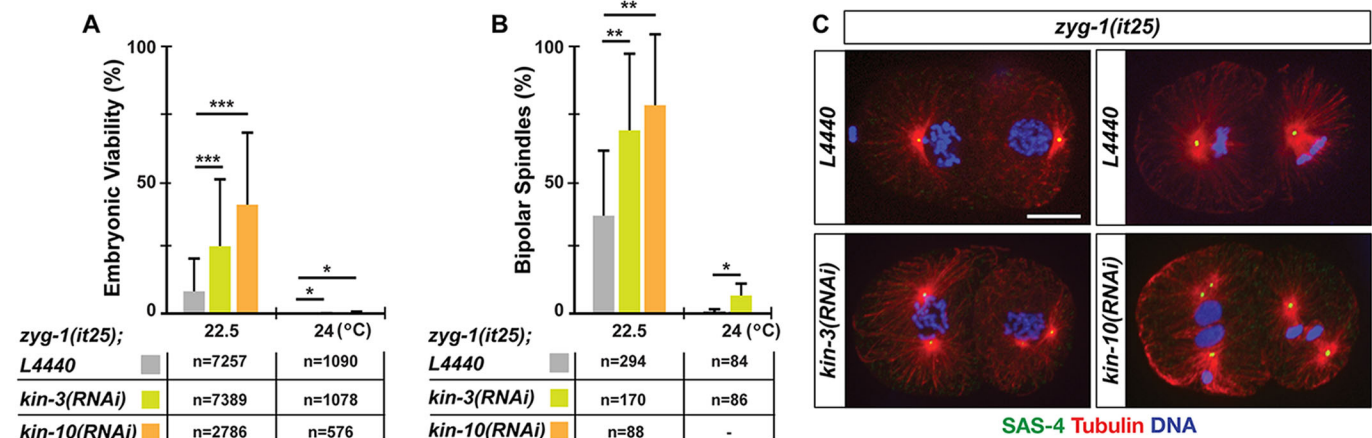 A
Embryonic Viability (%)
100
50
0
***
***
*
*
22.5
24 (°C)
zyg-1(it25);
L4440
n=7257
n=1090
kin-3(RNAi)
n=7389
n=1078
kin-10(RNAi)
n=2786
n=576
B
Bipolar Spindles (%)
100
50
0
**
**
*
22.5
24 (°C)
zyg-1(it25);
L4440
n=294
n=84
kin-3(RNAi)
n=170
n=86
kin-10(RNAi)
n=88
-
C
zyg-1(it25)
L4440
L4440
kin-3(RNAi)
kin-10(RNAi)
SAS-4 Tubulin DNA